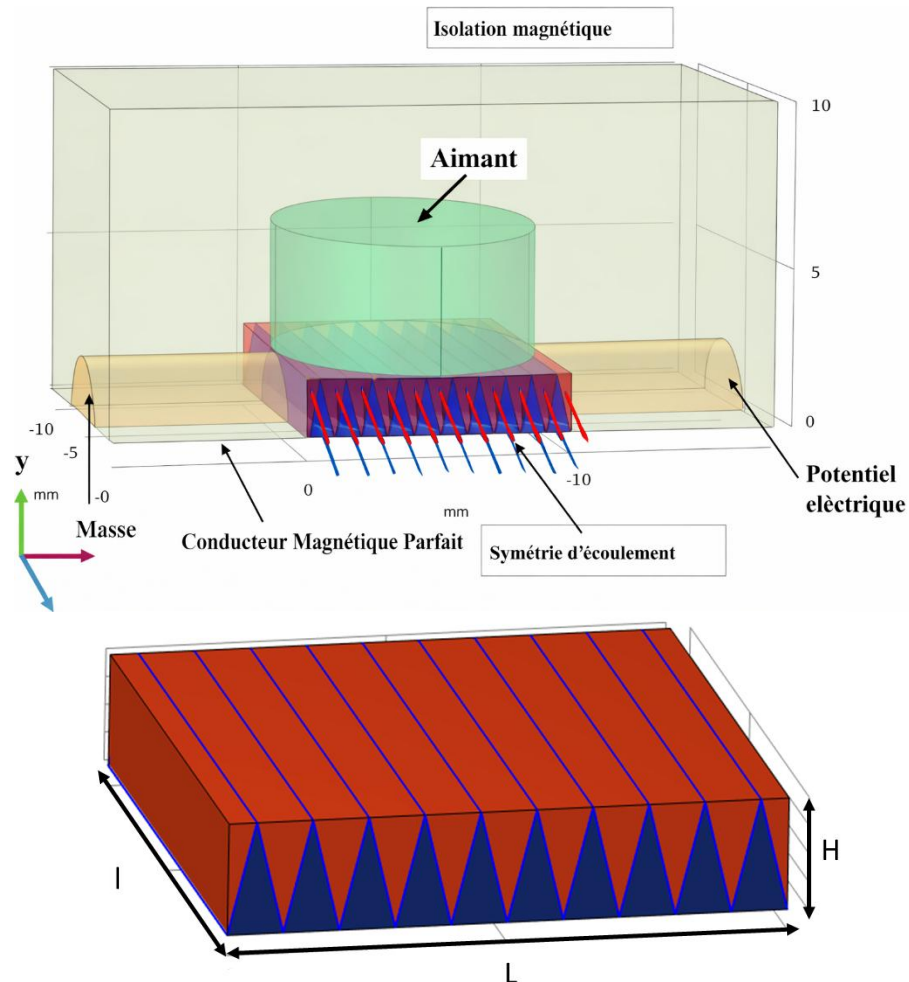 Isolation magnétique
10
Aimant
5
0
-10
-5
y
mm
-0
0
-10
mm
Potentiel
elèctrique
Masse
Conducteur Magnétique Parfait
Symétrie d'écoulement
H
l
L